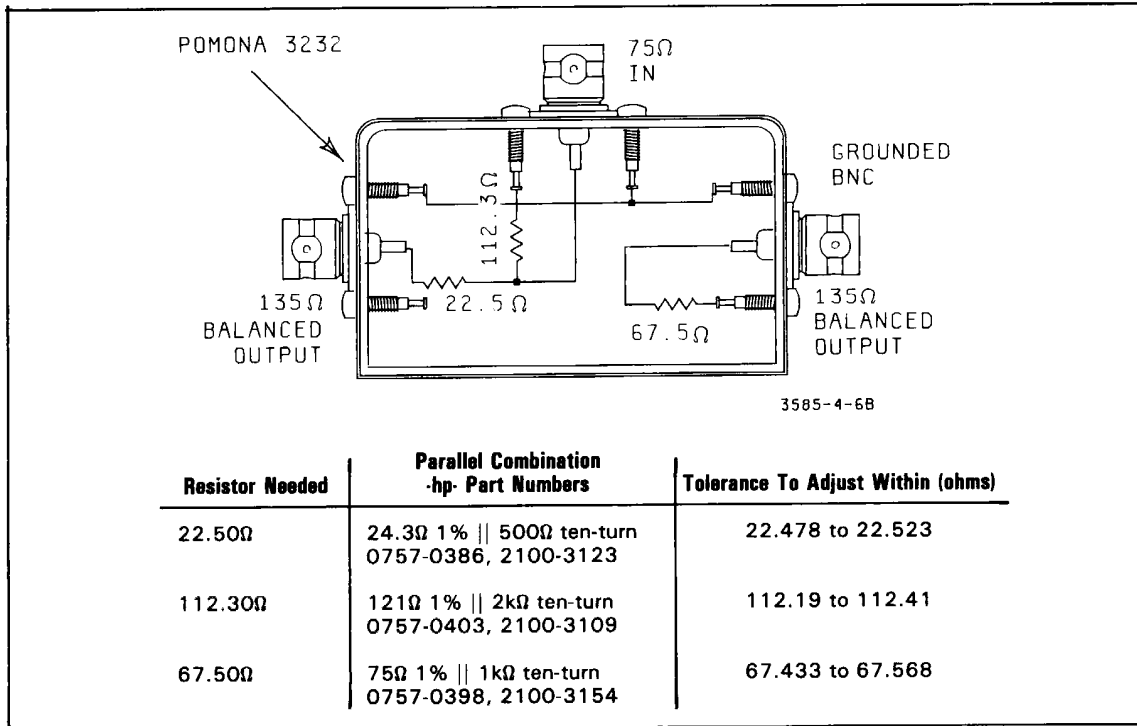 POMONA 3232
75Ω
IN
GROUNDED
BNC
112.3Ω
22.5Ω
67.5Ω
135Ω
BALANCED
OUTPUT
135Ω
BALANCED
OUTPUT
3585-4-6B
Resistor Needed
Parallel Combination
-hp- Part Numbers
Tolerance To Adjust Within (ohms)
22.50Ω
24.3Ω 1% || 500Ω ten-turn
0757-0386, 2100-3123
22.478 to 22.523
112.30Ω
121Ω 1% || 2kΩ ten-turn
0757-0403, 2100-3109
112.19 to 112.41
67.50Ω
75Ω 1% || 1kΩ ten-turn
0757-0398, 2100-3154
67.433 to 67.568